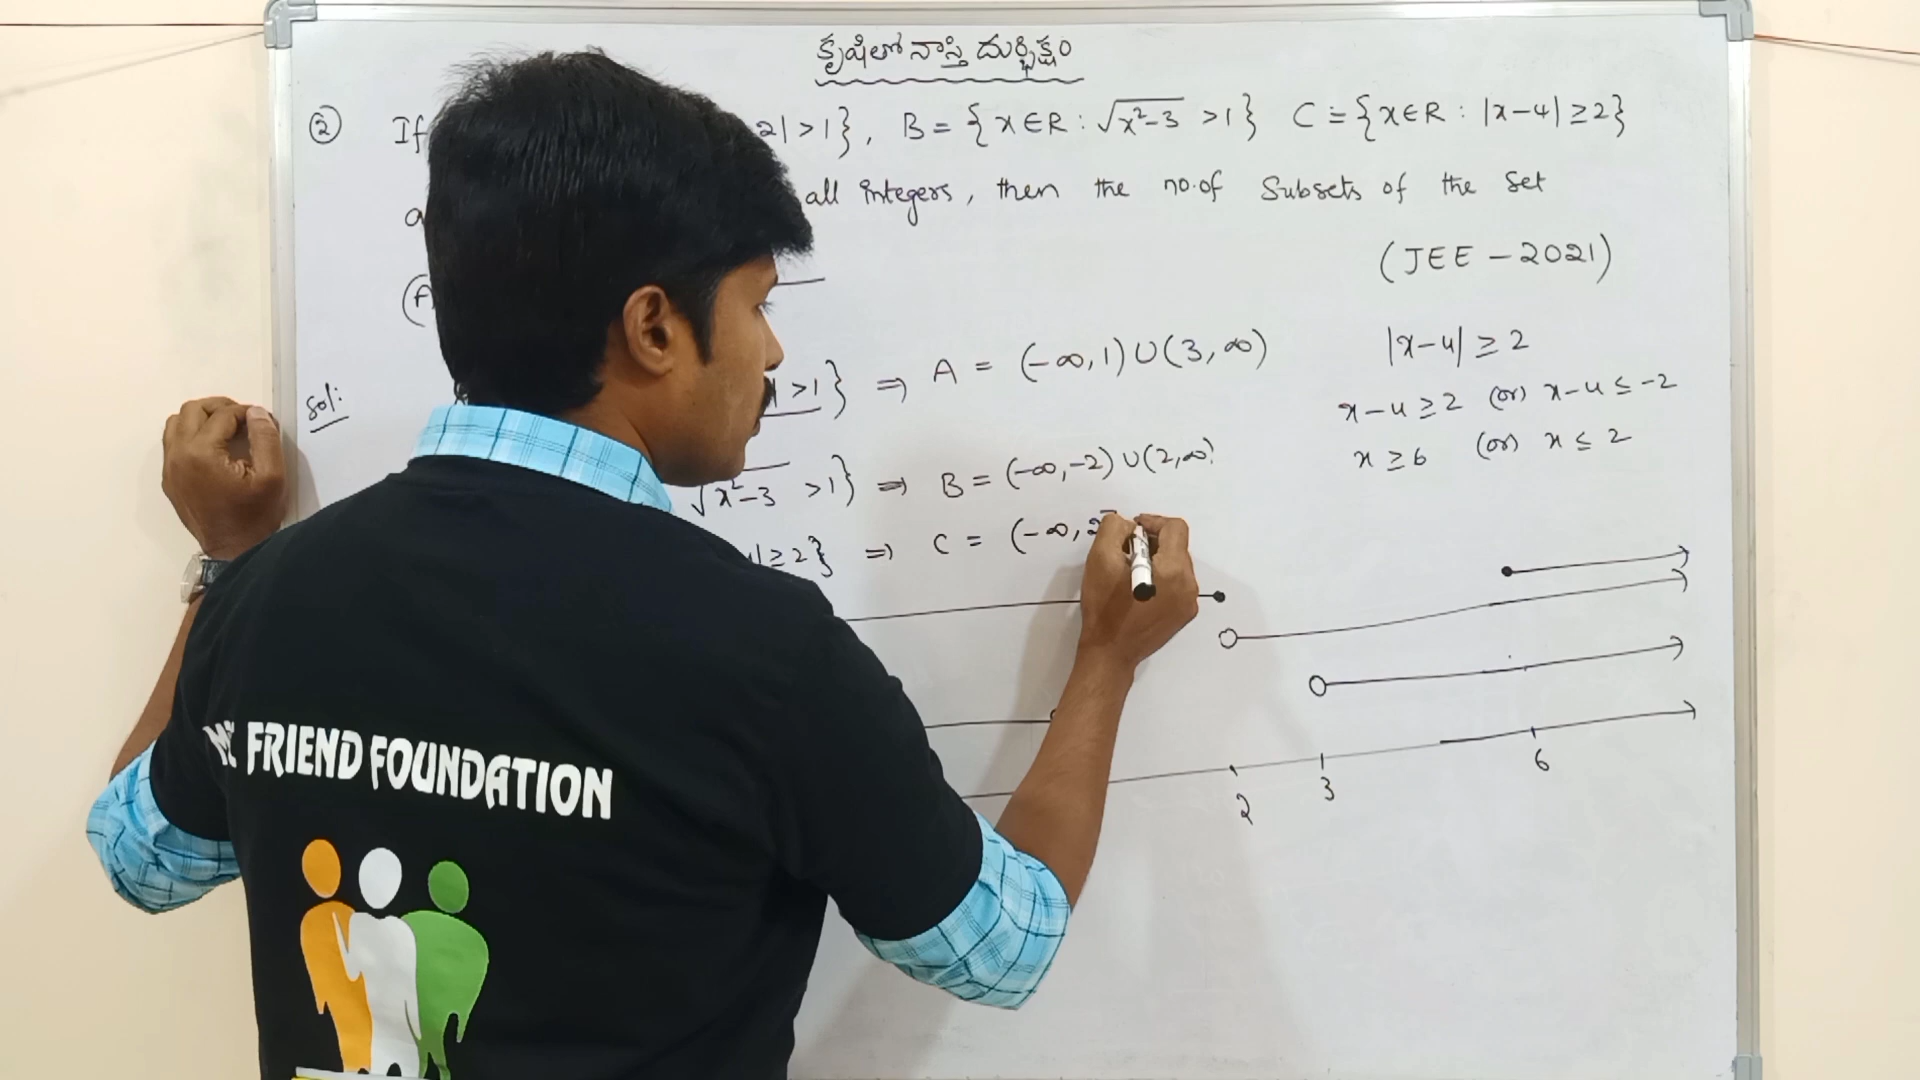 కృషితో నాస్తి దుర్భిక్షం
② If 2| > 1}, B = {x ∈ R : √x²-3 > 1} C = {x ∈ R : |x-4| ≥ 2}
all integers, then the no.of Subsets of the set
(JEE - 2021)
(A
Sol: > 1} ⇒ A = (-∞, 1) ∪ (3, ∞)
|x-4| ≥ 2
x-4 ≥ 2 (or) x-4 ≤ -2
x ≥ 6 (or) x ≤ 2
√x²-3 > 1} ⇒ B = (-∞, -2) ∪ (2, ∞)
| ≥ 2} ⇒ C = (-∞, 2]
2 3 6
FRIEND FOUNDATION